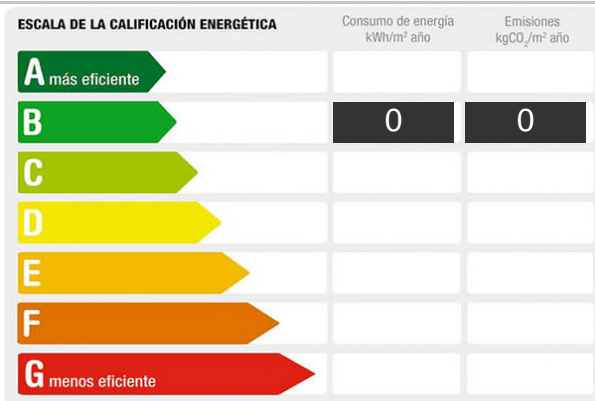 ESCALA DE LA CALIFICACIÓN ENERGÉTICA
Consumo de energía
kWh/m² año
Emisiones
kgCO₂/m² año
A más eficiente
B 0 0
C
D
E
F
G menos eficiente